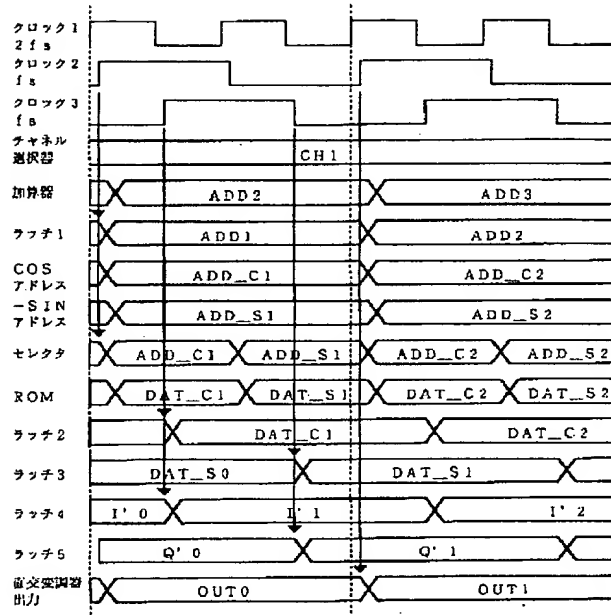 クロック1
2fs
クロック2
fs
クロック3
fs
チャネル
選択器
CH1
加算器
ADD2
ADD3
ラッチ1
ADD1
ADD2
COS
アドレス
ADD_C1
ADD_C2
-SIN
アドレス
ADD_S1
ADD_S2
セレクタ
ADD_C1
ADD_S1
ADD_C2
ADD_S2
ROM
DAT_C1
DAT_S1
DAT_C2
DAT_S2
ラッチ2
DAT_C1
DAT_C2
ラッチ3
DAT_S0
DAT_S1
ラッチ4
I'0
I'1
I'2
ラッチ5
Q'0
Q'1
直交変調器
出力
OUT0
OUT1